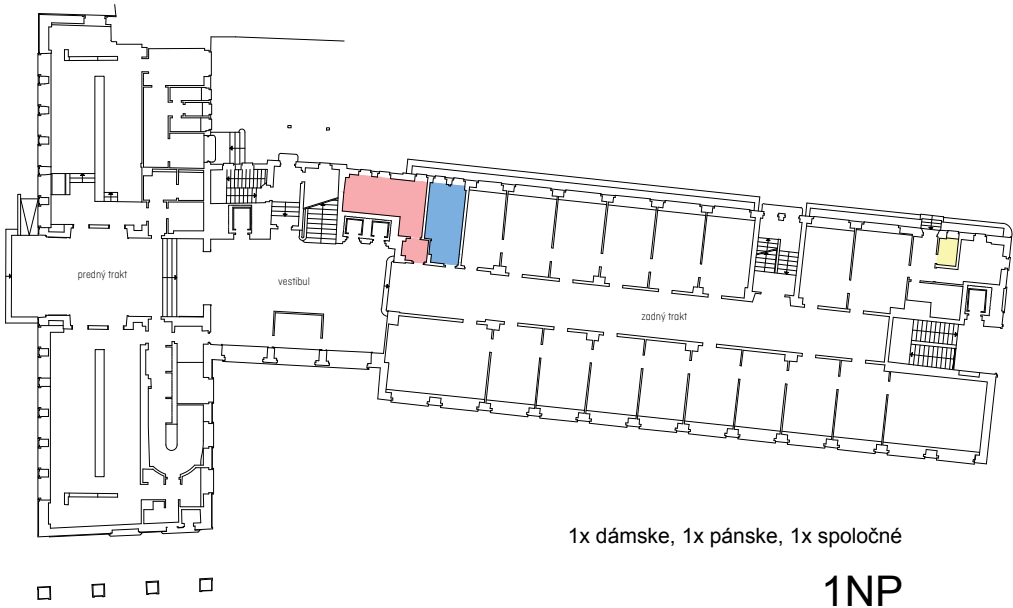 predný trakt
vestibul
zadný trakt
1x dámske, 1x pánske, 1x spoločné
1NP